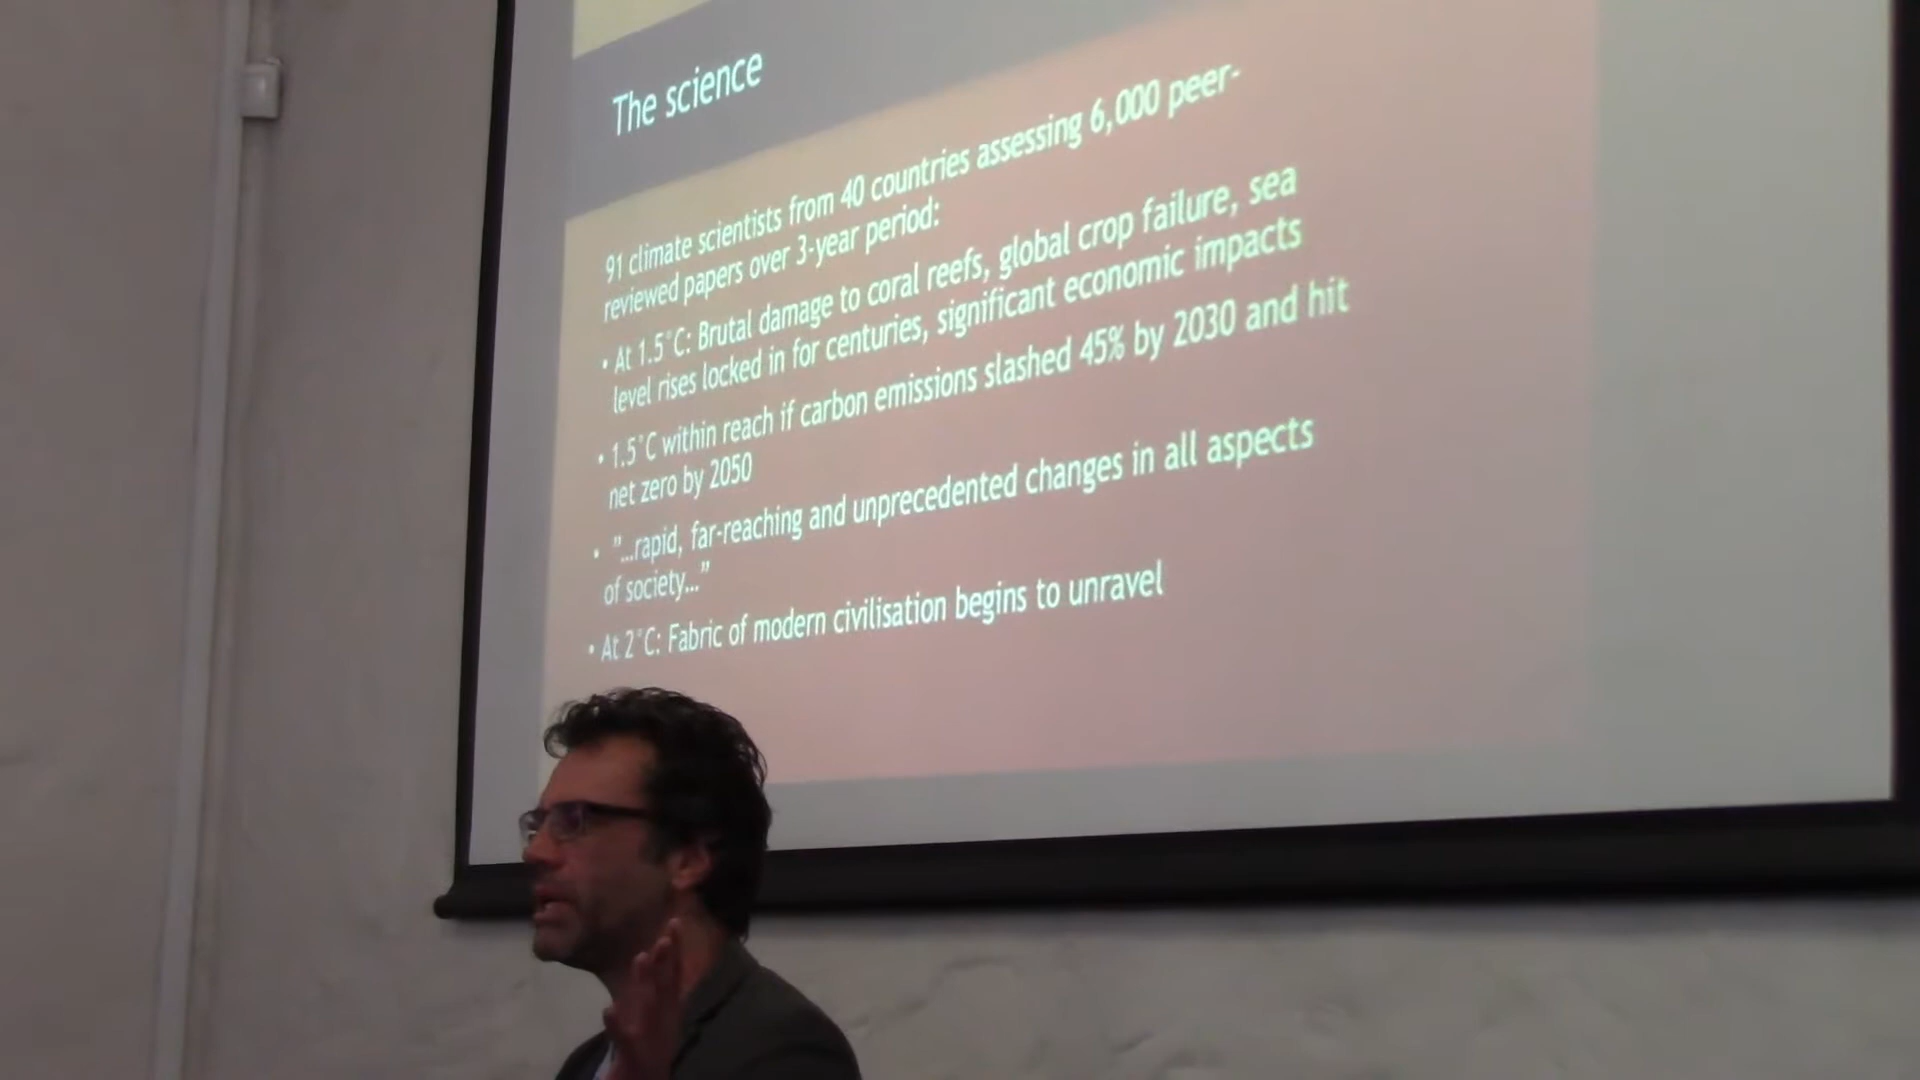 The science
91 climate scientists from 40 countries assessing 6,000 peer-
reviewed papers over 3-year period:
• At 1.5°C: Brutal damage to coral reefs, global crop failure, sea
level rises locked in for centuries, significant economic impacts
• 1.5°C within reach if carbon emissions slashed 45% by 2030 and hit
net zero by 2050
• "...rapid, far-reaching and unprecedented changes in all aspects
of society..."
• At 2°C: Fabric of modern civilisation begins to unravel